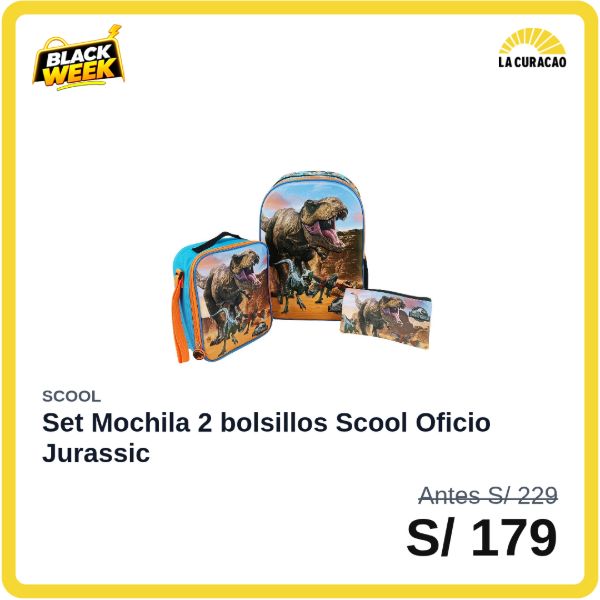 BLACK
WEEK
LA CURACAO
SCOOL
Set Mochila 2 bolsillos Scool Oficio
Jurassic
Antes S/ 229
S/ 179